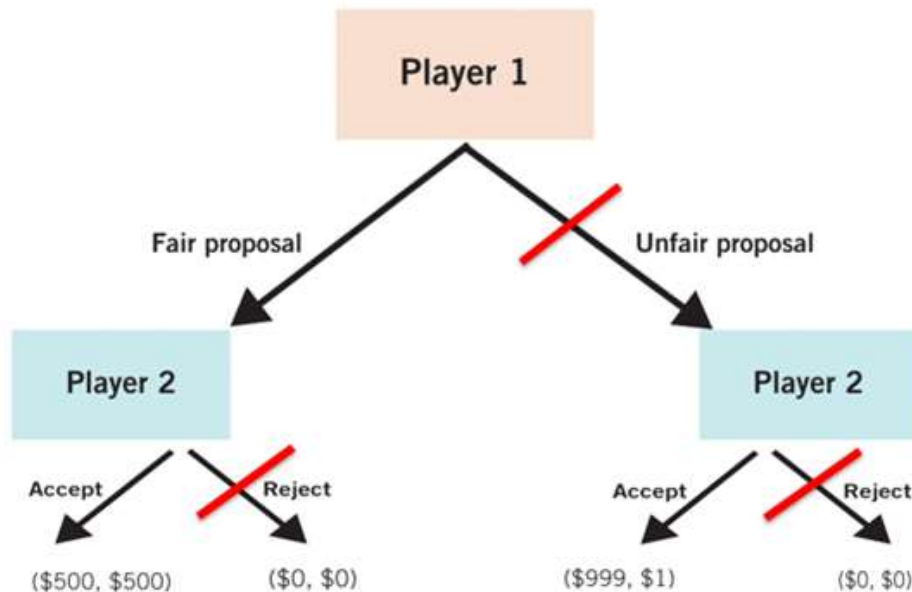 Player 1
Fair proposal
Unfair proposal
Player 2
Player 2
Accept
Reject
Accept
Reject
($500, $500)
($0, $0)
($999, $1)
($0, $0)